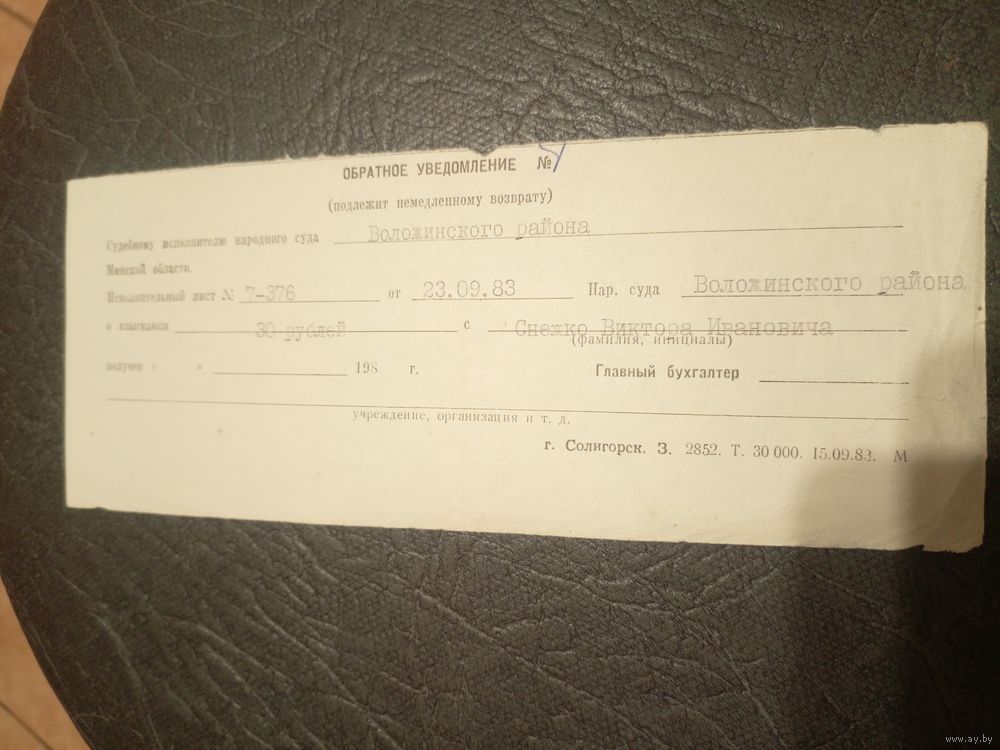 ОБРАТНОЕ УВЕДОМЛЕНИЕ №
(подлежит немедленному возврату)
Судебному исполнителю народного суда Воложинского района
Минской области.
Исполнительный лист № 7-376 от 23.09.83 Нар. суда Воложинского района
о взыскании 30 рублей с Снежко Виктора Ивановича
(фамилия, инициалы)
получен « » 198 г. Главный бухгалтер
учреждение, организация и т. д.
г. Солигорск. З. 2852. Т. 30 000. 15.09.83. М
www.ay.by